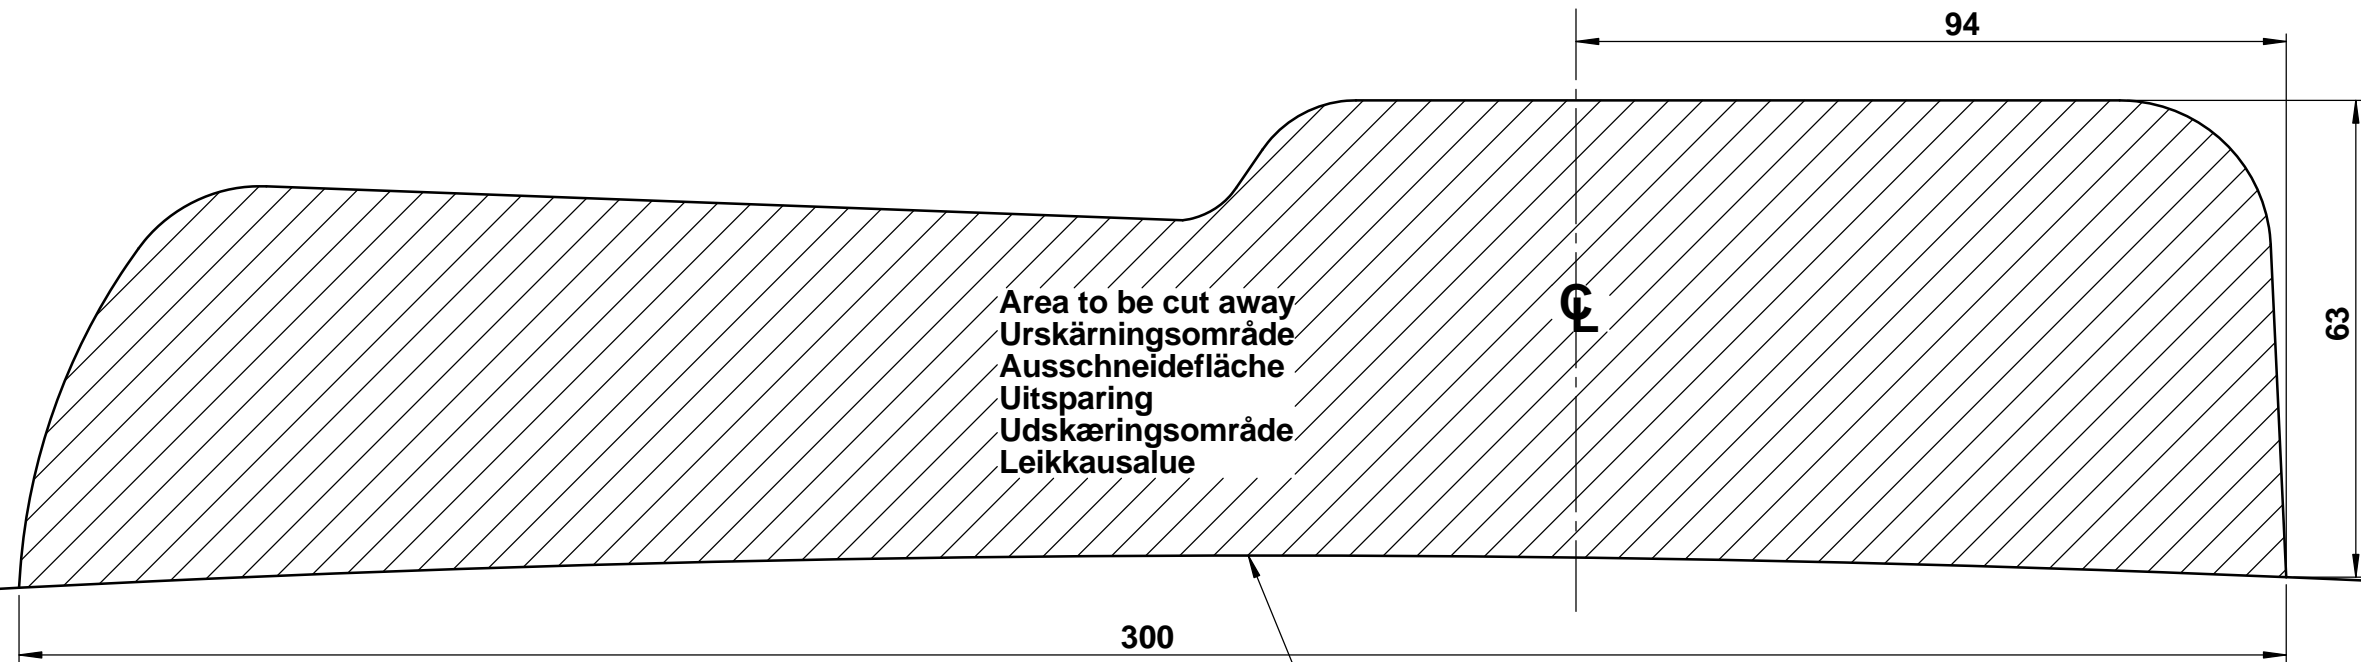 94
Area to be cut away
Urskärningsområde
Ausschneidefläche
Uitsparing
Udskæringsområde
Leikkausalue
℄
63
300